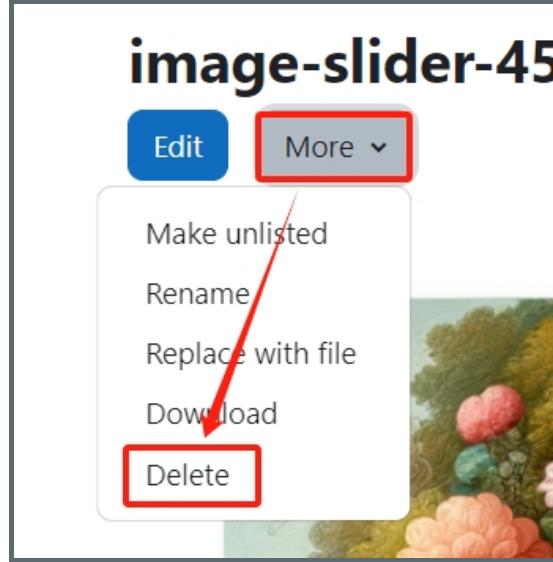 image-slider-45
Edit More
Make unlisted
Rename
Replace with file
Download
Delete